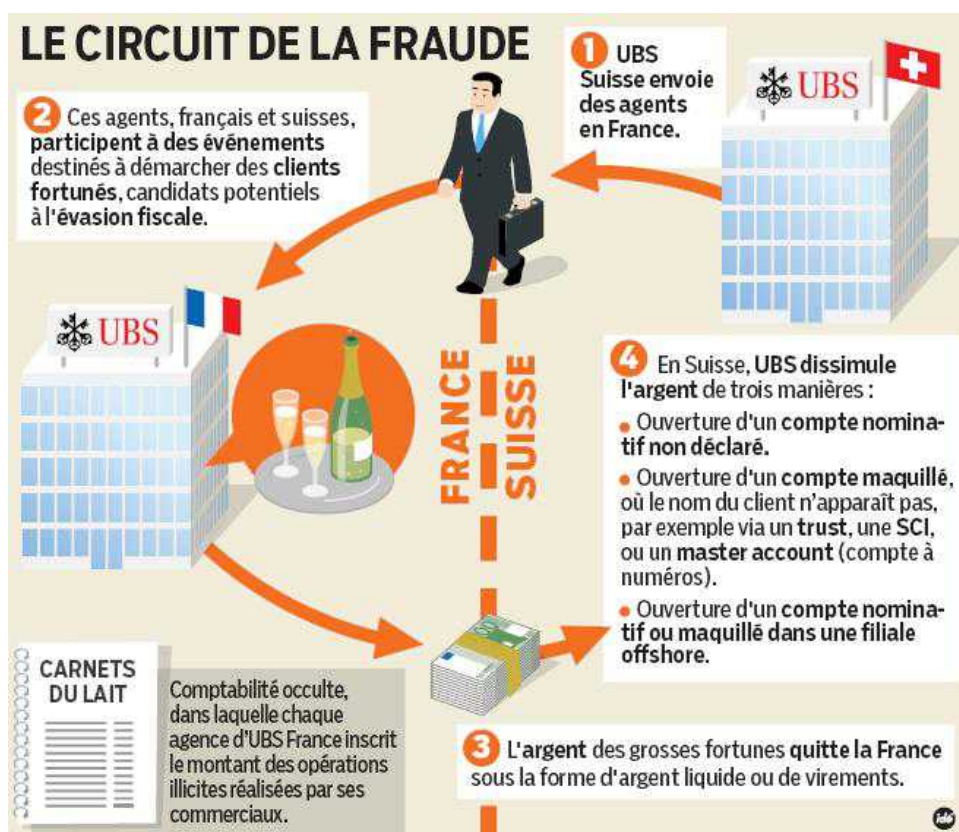 LE CIRCUIT DE LA FRAUDE
1 UBS
Suisse envoie
des agents
en France.
UBS
2 Ces agents, français et suisses,
participent à des événements
destinés à démarcher des clients
fortunés, candidats potentiels
à l'évasion fiscale.
UBS
FRANCE
SUISSE
4 En Suisse, UBS dissimule
l'argent de trois manières :
• Ouverture d'un compte nomina-
tif non déclaré.
• Ouverture d'un compte maquillé,
où le nom du client n'apparaît pas,
par exemple via un trust, une SCI,
ou un master account (compte à
numéros).
• Ouverture d'un compte nomina-
tif ou maquillé dans une filiale
offshore.
CARNETS
DU LAIT
Comptabilité occulte,
dans laquelle chaque
agence d'UBS France inscrit
le montant des opérations
illicites réalisées par ses
commerciaux.
3 L'argent des grosses fortunes quitte la France
sous la forme d'argent liquide ou de virements.
idé